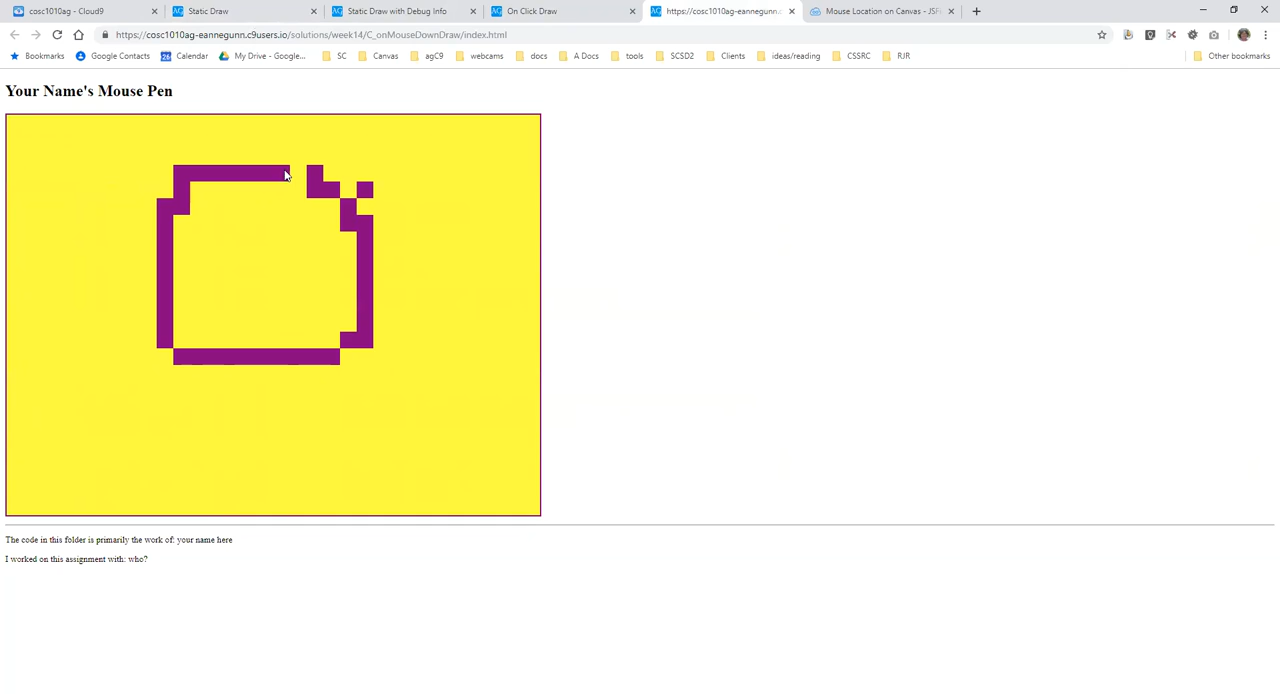 cosc1010ag - Cloud9
Static Draw
Static Draw with Debug Info
On Click Draw
https://cosc1010ag-eannegunn.
Mouse Location on Canvas - JSFi
https://cosc1010ag-eannegunn.c9users.io/solutions/week14/C_onMouseDownDraw/index.html
Bookmarks Google Contacts 26 Calendar My Drive - Google... SC Canvas agC9 webcams docs A Docs tools SCSD2 Clients ideas/reading CSSRC RJR Other bookmarks
Your Name's Mouse Pen
The code in this folder is primarily the work of: your name here
I worked on this assignment with: who?